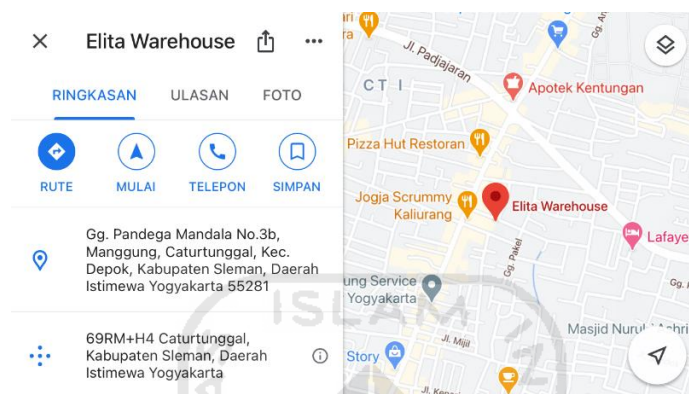 Elita Warehouse
RINGKASAN
ULASAN
FOTO
RUTE
MULAI
TELEPON
SIMPAN
Gg. Pandega Mandala No.3b,
Manggung, Caturtunggal, Kec.
Depok, Kabupaten Sleman, Daerah
Istimewa Yogyakarta 55281
69RM+H4 Caturtunggal,
Kabupaten Sleman, Daerah
Istimewa Yogyakarta
Jl. Padjajaran
CT I
Apotek Kentungan
Pizza Hut Restoran
Jogja Scrummy
Kaliurang
Elita Warehouse
Lafaye
Gg. Pakel
ung Service
Yogyakarta
ISLAM
Jl. Mijil
Masjid Nurul
Story